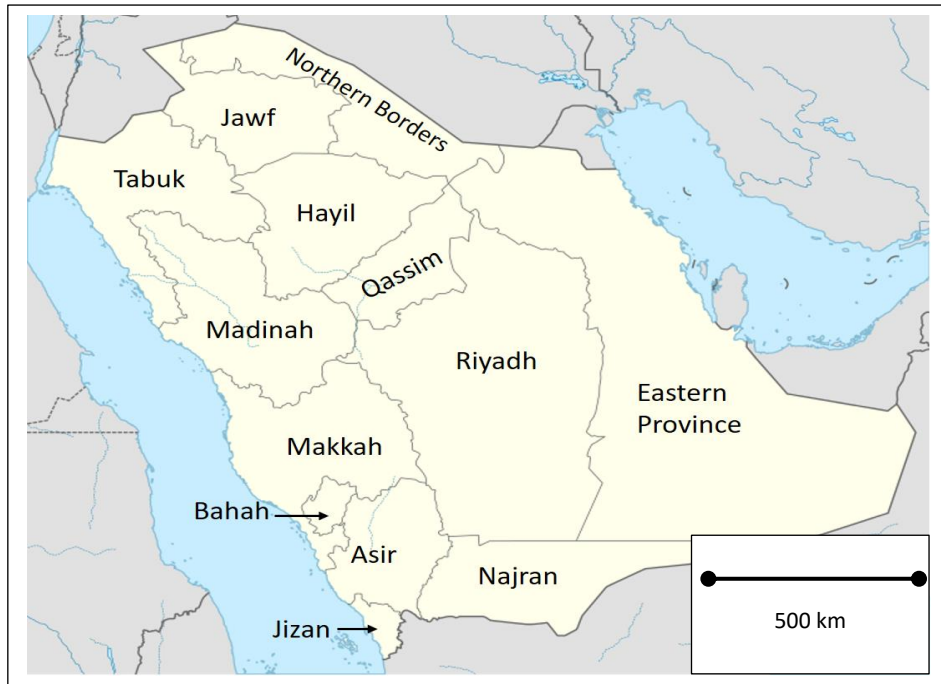 Northern Borders
Jawf
Tabuk
Hayil
Qassim
Madinah
Riyadh
Eastern
Province
Makkah
Bahah
Asir
Najran
Jizan
500 km